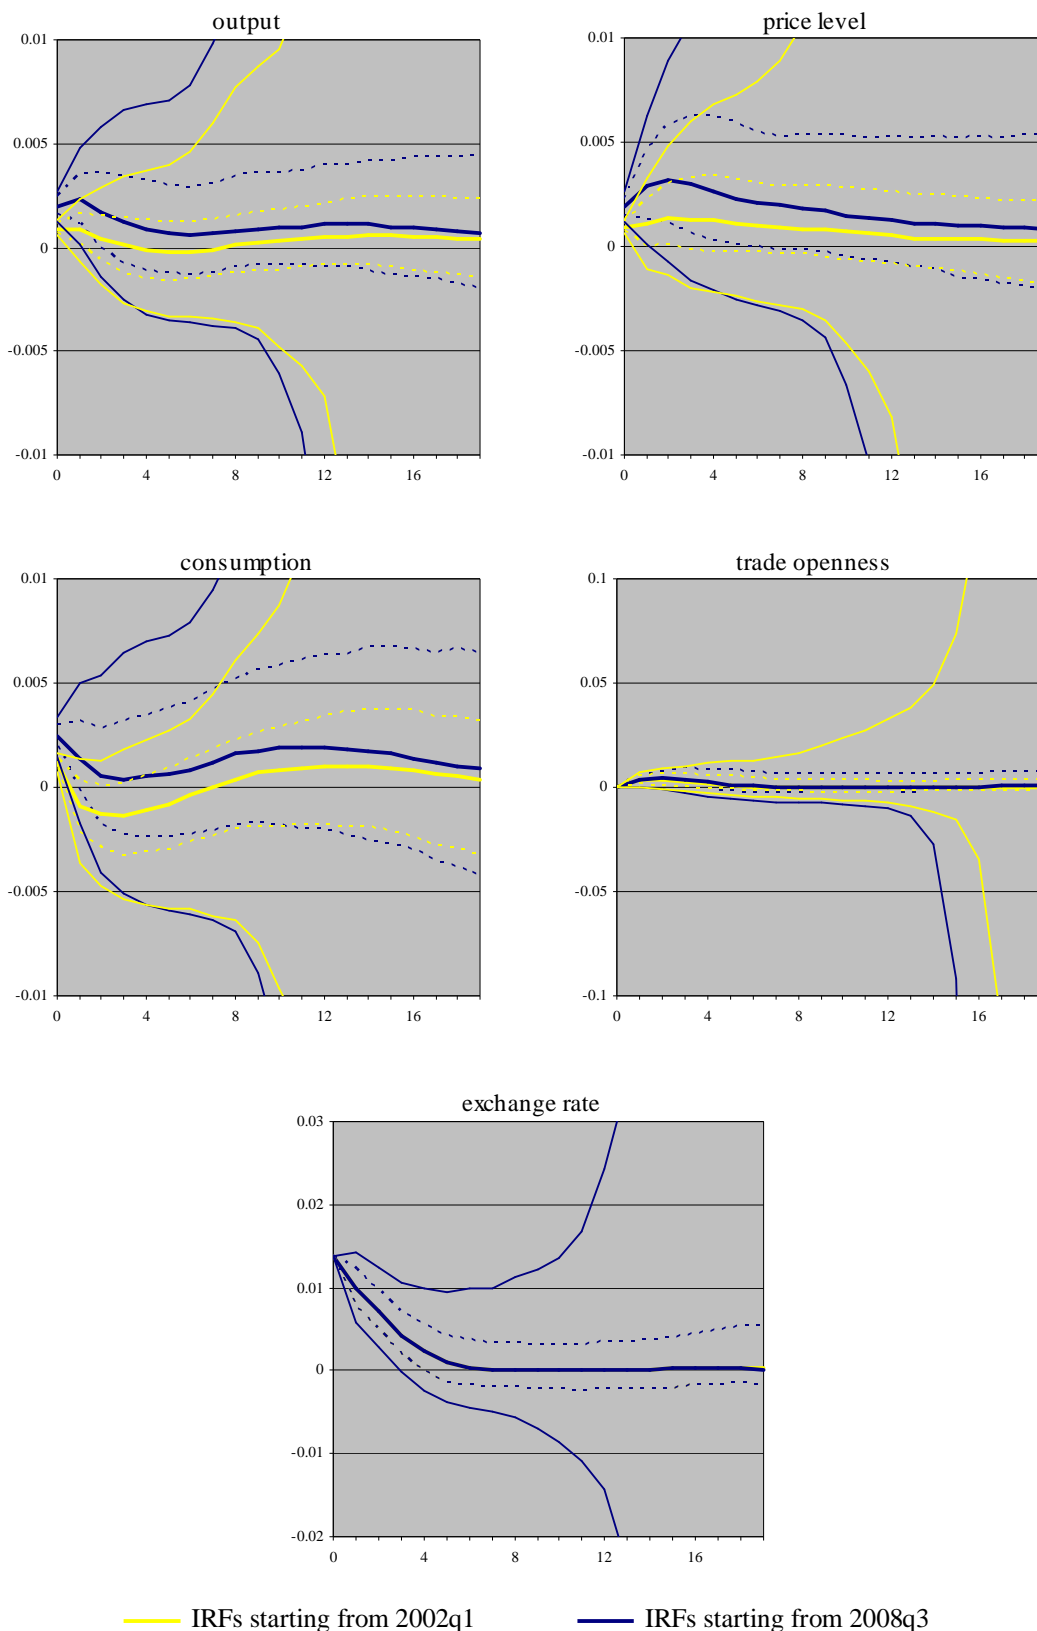 output
price level
0.01
0.005
0
-0.005
-0.01
0 4 8 12 16
0.01
0.005
0
-0.005
-0.01
0 4 8 12 16
consumption
trade openness
0.01
0.005
0
-0.005
-0.01
0 4 8 12 16
0.1
0.05
0
-0.05
-0.1
0 4 8 12 16
exchange rate
0.03
0.02
0.01
0
-0.01
-0.02
0 4 8 12 16
IRFs starting from 2002q1
IRFs starting from 2008q3